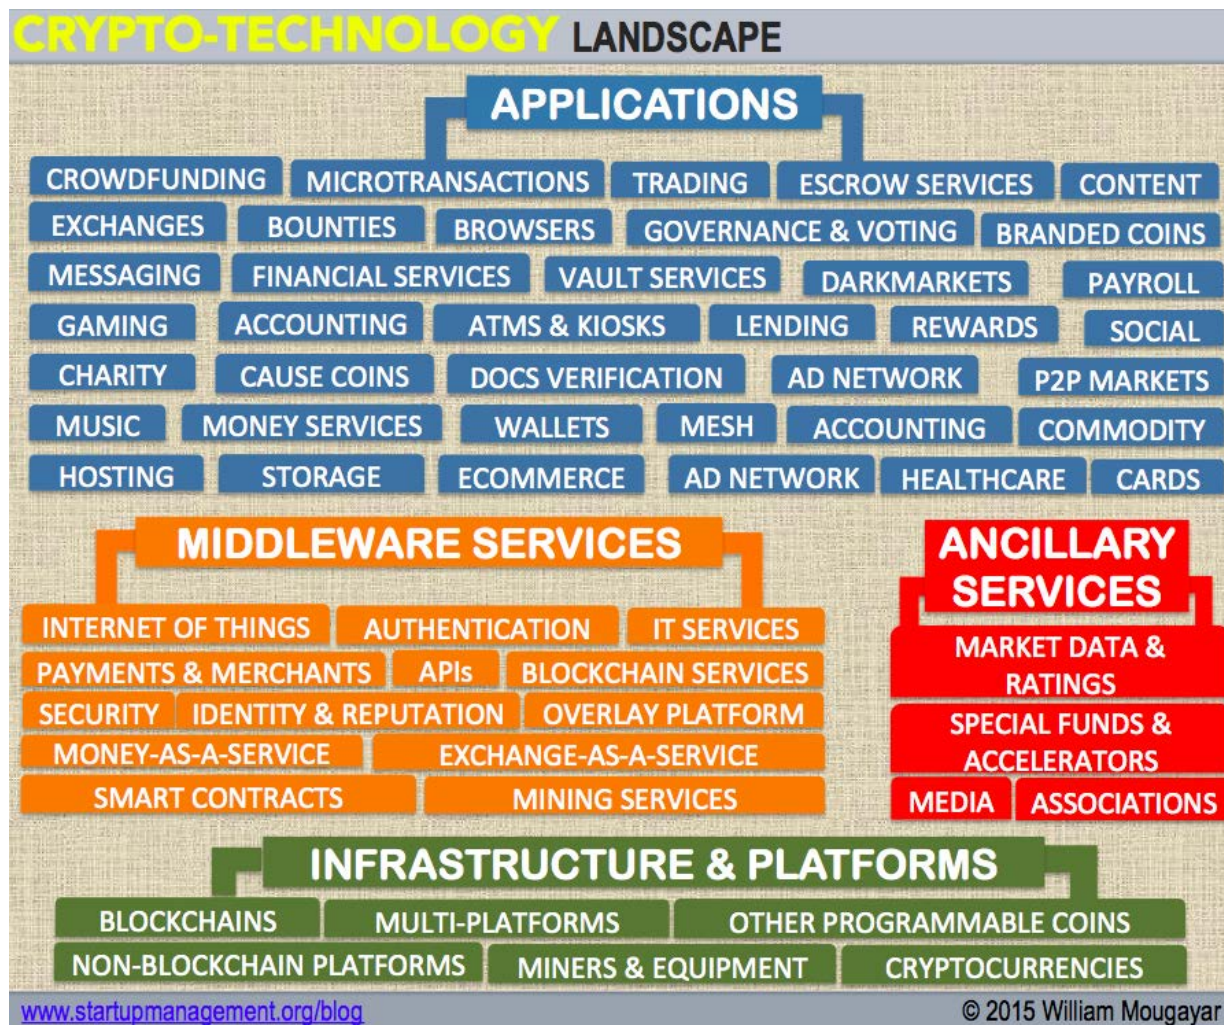 CRYPTO-TECHNOLOGY LANDSCAPE
APPLICATIONS
CROWDFUNDING MICROTRANSACTIONS TRADING ESCROW SERVICES CONTENT
EXCHANGES BOUNTIES BROWSERS GOVERNANCE & VOTING BRANDED COINS
MESSAGING FINANCIAL SERVICES VAULT SERVICES DARKMARKETS PAYROLL
GAMING ACCOUNTING ATMS & KIOSKS LENDING REWARDS SOCIAL
CHARITY CAUSE COINS DOCS VERIFICATION AD NETWORK P2P MARKETS
MUSIC MONEY SERVICES WALLETS MESH ACCOUNTING COMMODITY
HOSTING STORAGE ECOMMERCE AD NETWORK HEALTHCARE CARDS
MIDDLEWARE SERVICES
INTERNET OF THINGS AUTHENTICATION IT SERVICES
PAYMENTS & MERCHANTS APIs BLOCKCHAIN SERVICES
SECURITY IDENTITY & REPUTATION OVERLAY PLATFORM
MONEY-AS-A-SERVICE EXCHANGE-AS-A-SERVICE
SMART CONTRACTS MINING SERVICES
ANCILLARY
SERVICES
MARKET DATA &
RATINGS
SPECIAL FUNDS &
ACCELERATORS
MEDIA ASSOCIATIONS
INFRASTRUCTURE & PLATFORMS
BLOCKCHAINS MULTI-PLATFORMS OTHER PROGRAMMABLE COINS
NON-BLOCKCHAIN PLATFORMS MINERS & EQUIPMENT CRYPTOCURRENCIES
www.startupmanagement.org/blog © 2015 William Mougayar